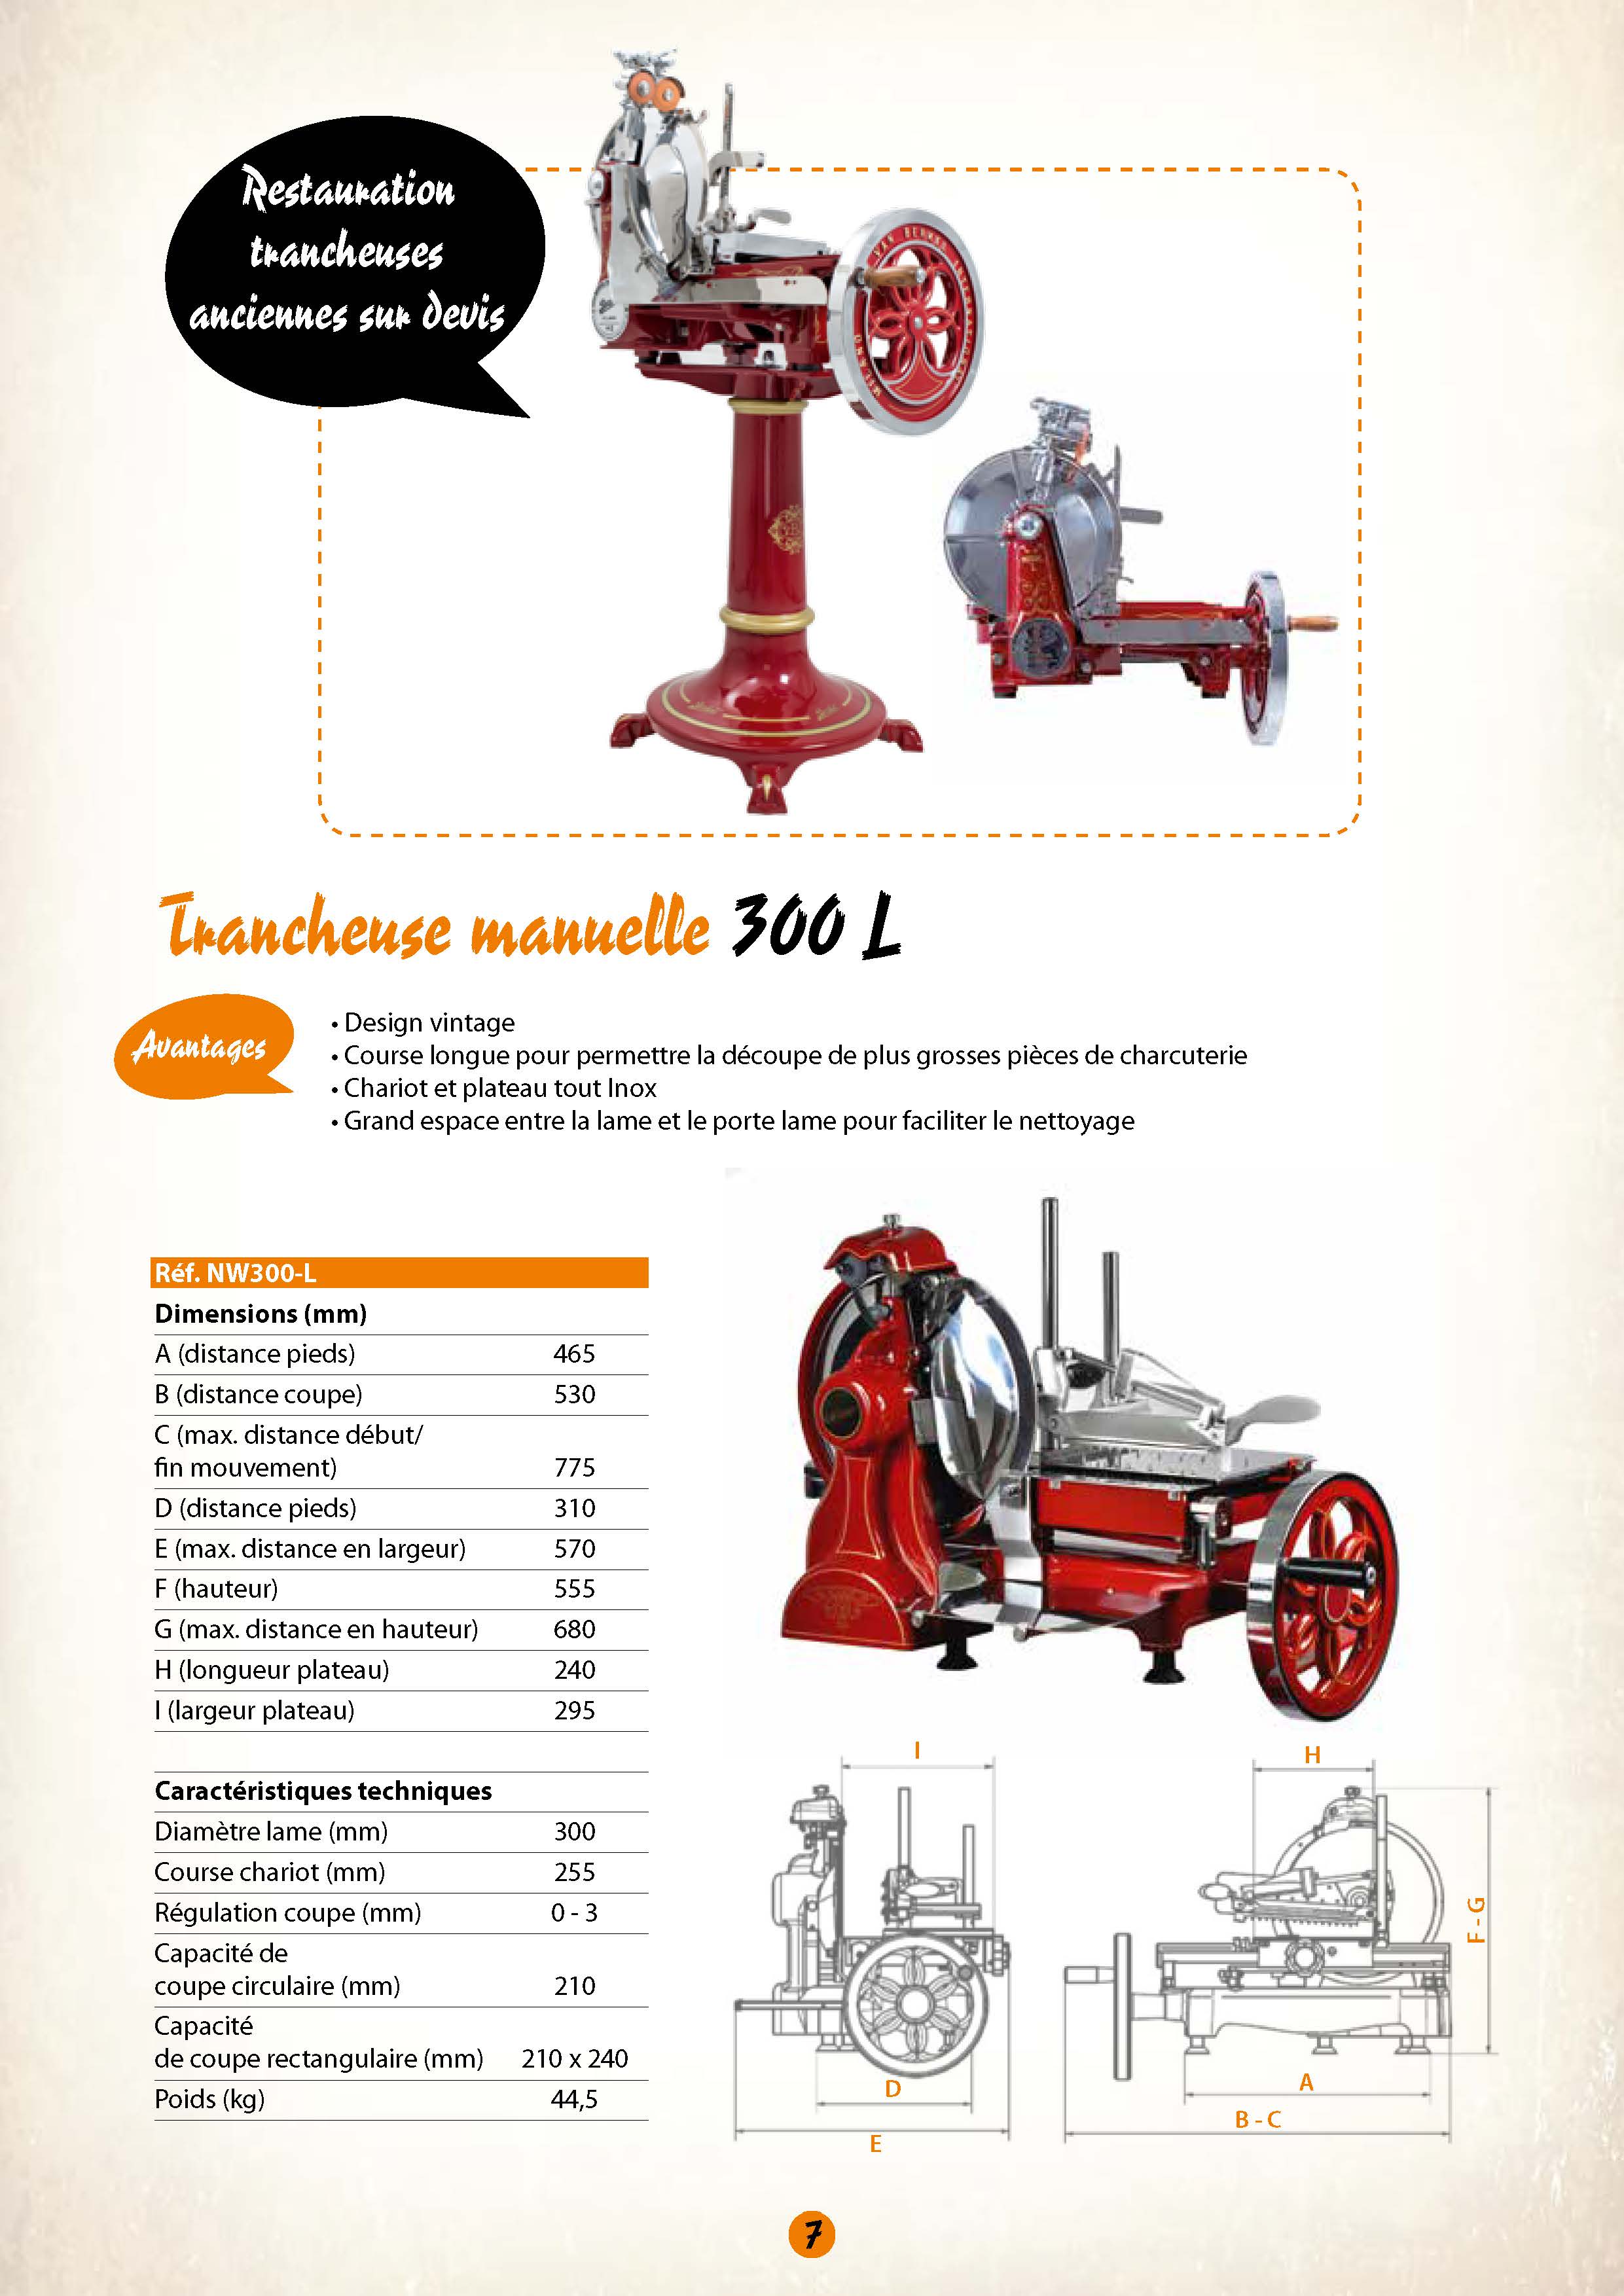 Restauration
trancheuses
anciennes sur devis
Trancheuse manuelle 300 L
Avantages
• Design vintage
• Course longue pour permettre la découpe de plus grosses pièces de charcuterie
• Chariot et plateau tout Inox
• Grand espace entre la lame et le porte lame pour faciliter le nettoyage
Réf. NW300-L
Dimensions (mm)
A (distance pieds) 465
B (distance coupe) 530
C (max. distance début/
fin mouvement) 775
D (distance pieds) 310
E (max. distance en largeur) 570
F (hauteur) 555
G (max. distance en hauteur) 680
H (longueur plateau) 240
I (largeur plateau) 295
Caractéristiques techniques
Diamètre lame (mm) 300
Course chariot (mm) 255
Régulation coupe (mm) 0 - 3
Capacité de
coupe circulaire (mm) 210
Capacité
de coupe rectangulaire (mm) 210 x 240
Poids (kg) 44,5
I
H
F - G
D
E
A
B - C
7